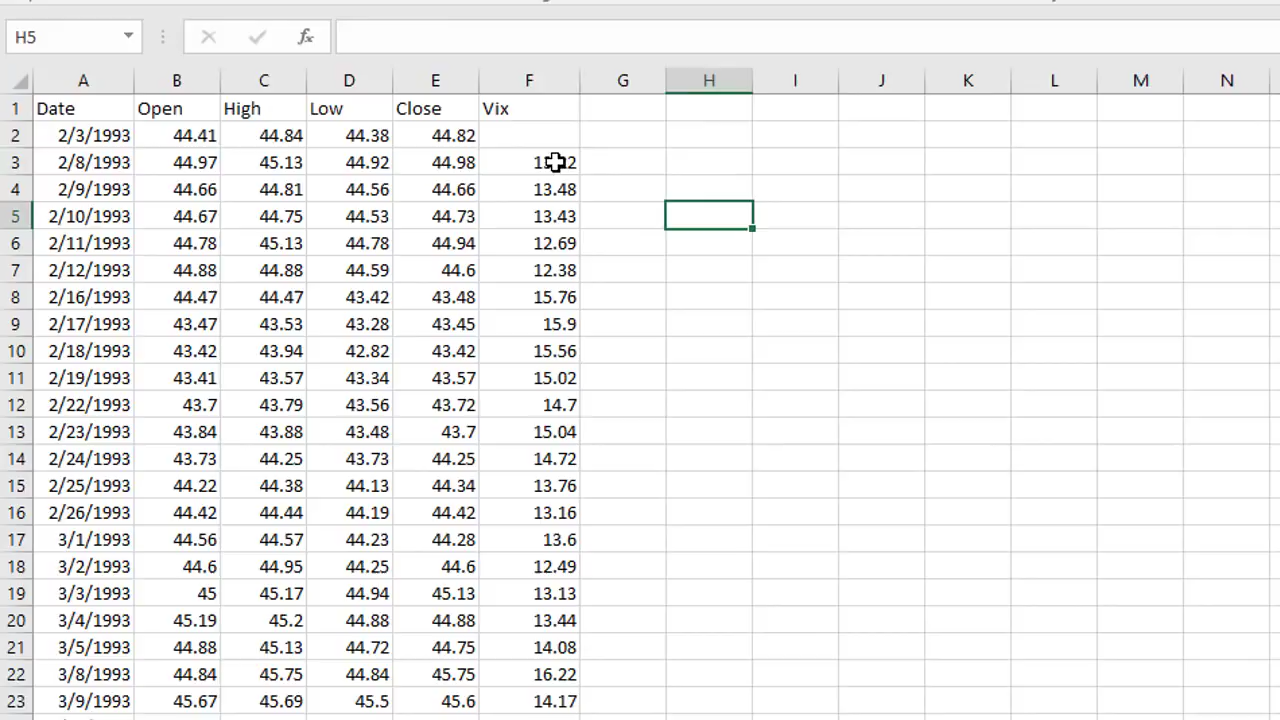 H5 fx
A B C D E F G H I J K L M N
1 Date Open High Low Close Vix
2 2/3/1993 44.41 44.84 44.38 44.82
3 2/8/1993 44.97 45.13 44.92 44.98
4 2/9/1993 44.66 44.81 44.56 44.66 13.48
5 2/10/1993 44.67 44.75 44.53 44.73 13.43
6 2/11/1993 44.78 45.13 44.78 44.94 12.69
7 2/12/1993 44.88 44.88 44.59 44.6 12.38
8 2/16/1993 44.47 44.47 43.42 43.48 15.76
9 2/17/1993 43.47 43.53 43.28 43.45 15.9
10 2/18/1993 43.42 43.94 42.82 43.42 15.56
11 2/19/1993 43.41 43.57 43.34 43.57 15.02
12 2/22/1993 43.7 43.79 43.56 43.72 14.7
13 2/23/1993 43.84 43.88 43.48 43.7 15.04
14 2/24/1993 43.73 44.25 43.73 44.25 14.72
15 2/25/1993 44.22 44.38 44.13 44.34 13.76
16 2/26/1993 44.42 44.44 44.19 44.42 13.16
17 3/1/1993 44.56 44.57 44.23 44.28 13.6
18 3/2/1993 44.6 44.95 44.25 44.6 12.49
19 3/3/1993 45 45.17 44.94 45.13 13.13
20 3/4/1993 45.19 45.2 44.88 44.88 13.44
21 3/5/1993 44.88 45.13 44.72 44.75 14.08
22 3/8/1993 44.84 45.75 44.84 45.75 16.22
23 3/9/1993 45.67 45.69 45.5 45.6 14.17